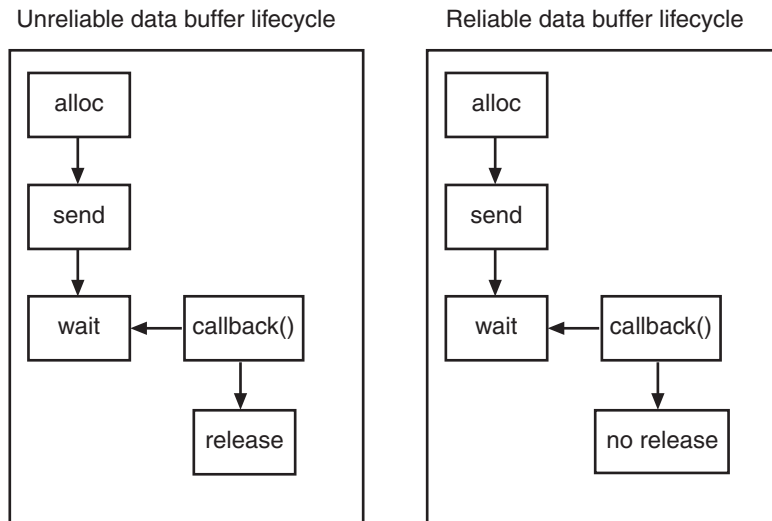 Unreliable data buffer lifecycle
alloc
send
wait
callback()
release
Reliable data buffer lifecycle
alloc
send
wait
callback()
no release